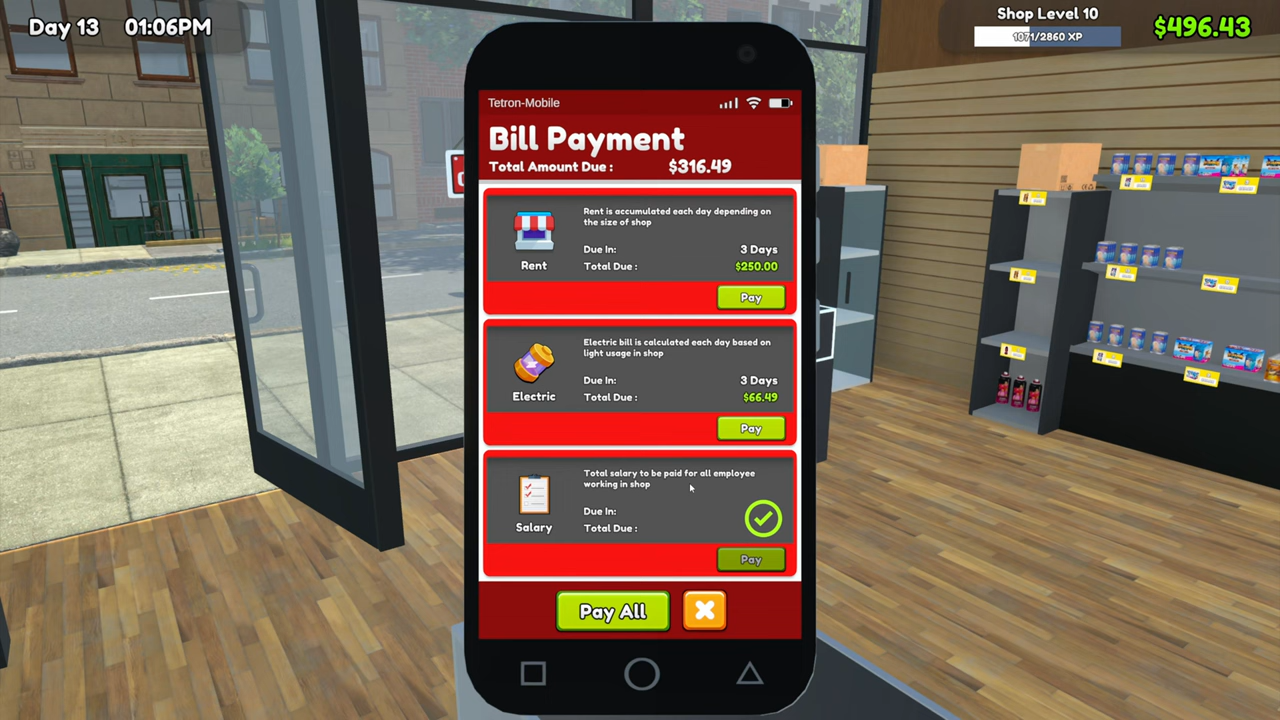 Day 13 01:06PM
Shop Level 10
1071/2860 XP
$496.43
Tetron-Mobile
Bill Payment
Total Amount Due : $316.49
Rent is accumulated each day depending on
the size of shop
Due In: 3 Days
Total Due : $250.00
Rent
Pay
Electric bill is calculated each day based on
light usage in shop
Due In: 3 Days
Total Due : $66.49
Electric
Pay
Total salary to be paid for all employee
working in shop
Due In:
Total Due :
Salary
Pay
Pay All